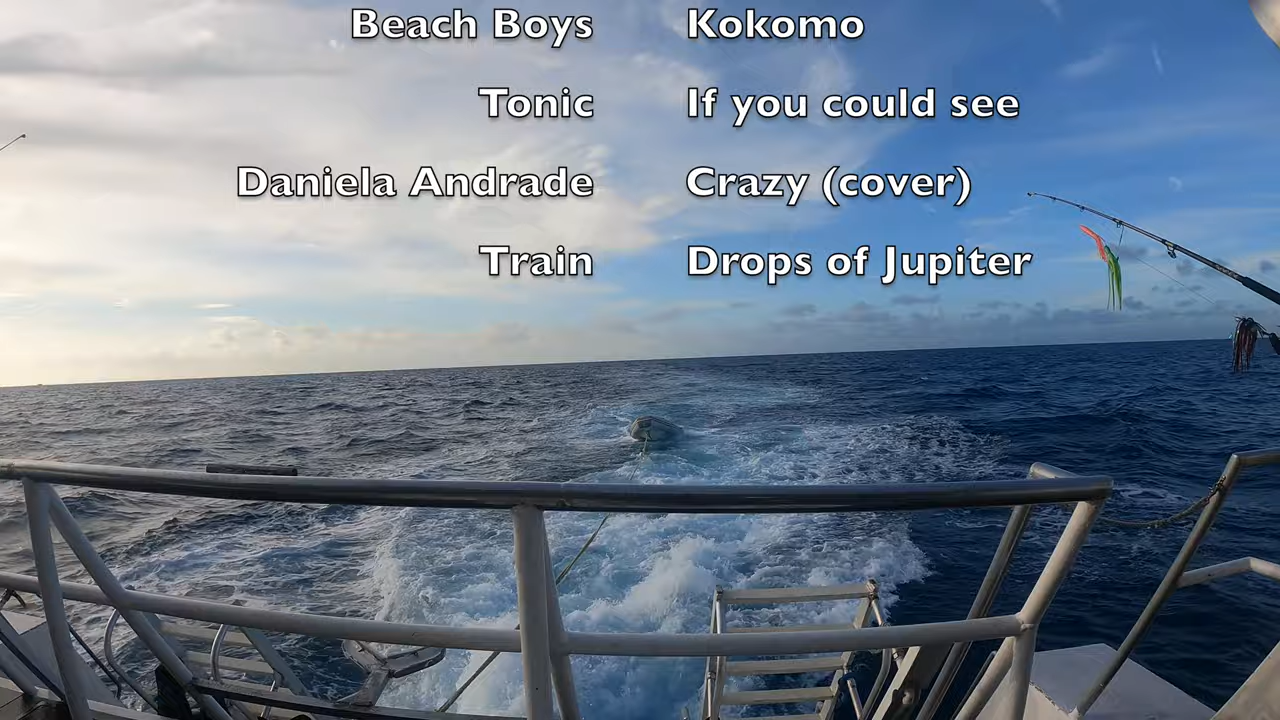 Beach Boys Kokomo
Tonic If you could see
Daniela Andrade Crazy (cover)
Train Drops of Jupiter